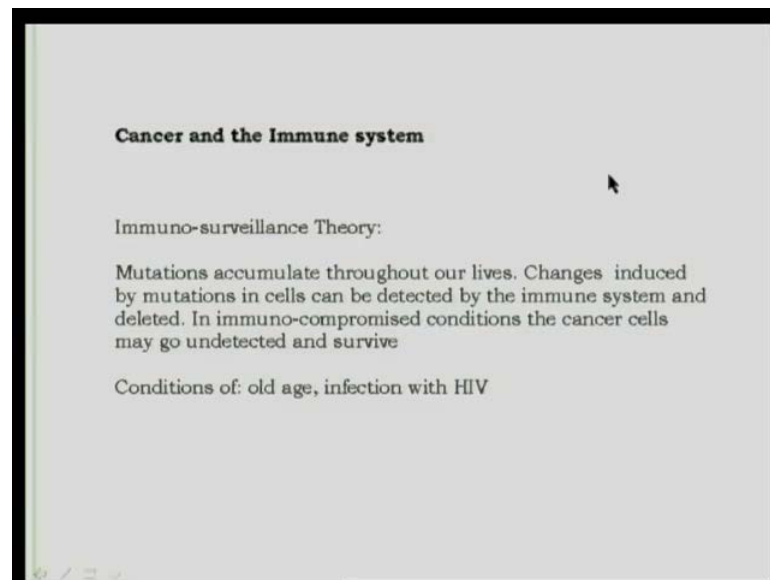 Cancer and the Immune system
Immuno-surveillance Theory:
Mutations accumulate throughout our lives. Changes induced
by mutations in cells can be detected by the immune system and
deleted. In immuno-compromised conditions the cancer cells
may go undetected and survive
Conditions of: old age, infection with HIV